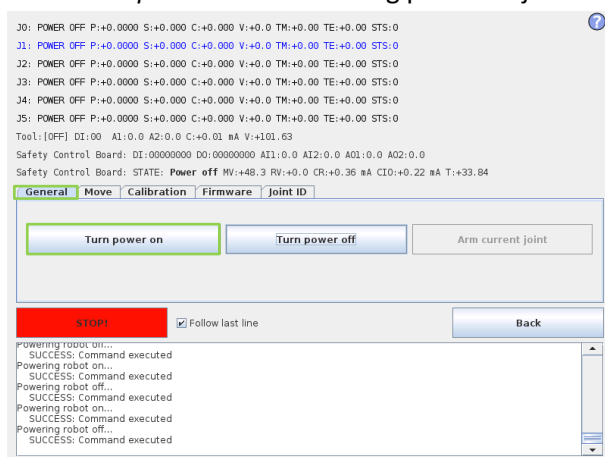 J0: POWER OFF P:+0.0000 S:+0.000 C:+0.000 V:+0.0 TM:+0.00 TE:+0.00 STS:0
J1: POWER OFF P:+0.0000 S:+0.000 C:+0.000 V:+0.0 TM:+0.00 TE:+0.00 STS:0
J2: POWER OFF P:+0.0000 S:+0.000 C:+0.000 V:+0.0 TM:+0.00 TE:+0.00 STS:0
J3: POWER OFF P:+0.0000 S:+0.000 C:+0.000 V:+0.0 TM:+0.00 TE:+0.00 STS:0
J4: POWER OFF P:+0.0000 S:+0.000 C:+0.000 V:+0.0 TM:+0.00 TE:+0.00 STS:0
J5: POWER OFF P:+0.0000 S:+0.000 C:+0.000 V:+0.0 TM:+0.00 TE:+0.00 STS:0
Tool:[OFF] DI:00 A1:0.0 A2:0.0 C:+0.01 mA V:+101.63
Safety Control Board: DI:00000000 DO:00000000 AI1:0.0 AI2:0.0 AO1:0.0 AO2:0.0
Safety Control Board: STATE: Power off MV:+48.3 RV:+0.0 CR:+0.36 mA CIO:+0.22 mA T:+33.84
General Move Calibration Firmware Joint ID
Turn power on Turn power off Arm current joint
STOP! Follow last line Back
Powering robot off...
SUCCESS: Command executed
Powering robot on...
SUCCESS: Command executed
Powering robot off...
SUCCESS: Command executed
Powering robot on...
SUCCESS: Command executed
Powering robot off...
SUCCESS: Command executed